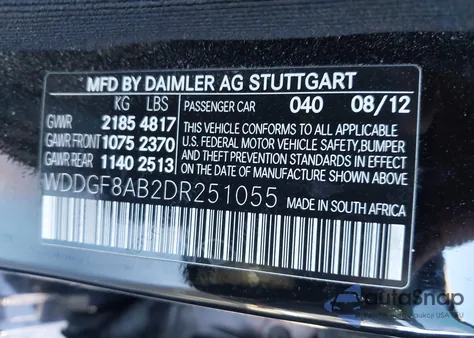 MFD BY DAIMLER AG STUTTGART
KG LBS PASSENGER CAR 040 08/12
GVWR 2185 4817
GAWR FRONT 1075 2370
GAWR REAR 1140 2513
THIS VEHICLE CONFORMS TO ALL APPLICABLE
U.S. FEDERAL MOTOR VEHICLE SAFETY, BUMPER
AND THEFT PREVENTION STANDARDS IN EFFECT
ON THE DATE OF MANUFACTURE SHOWN ABOVE
WDDGF8AB2DR251055
MADE IN SOUTH AFRICA
autaSnap
USA